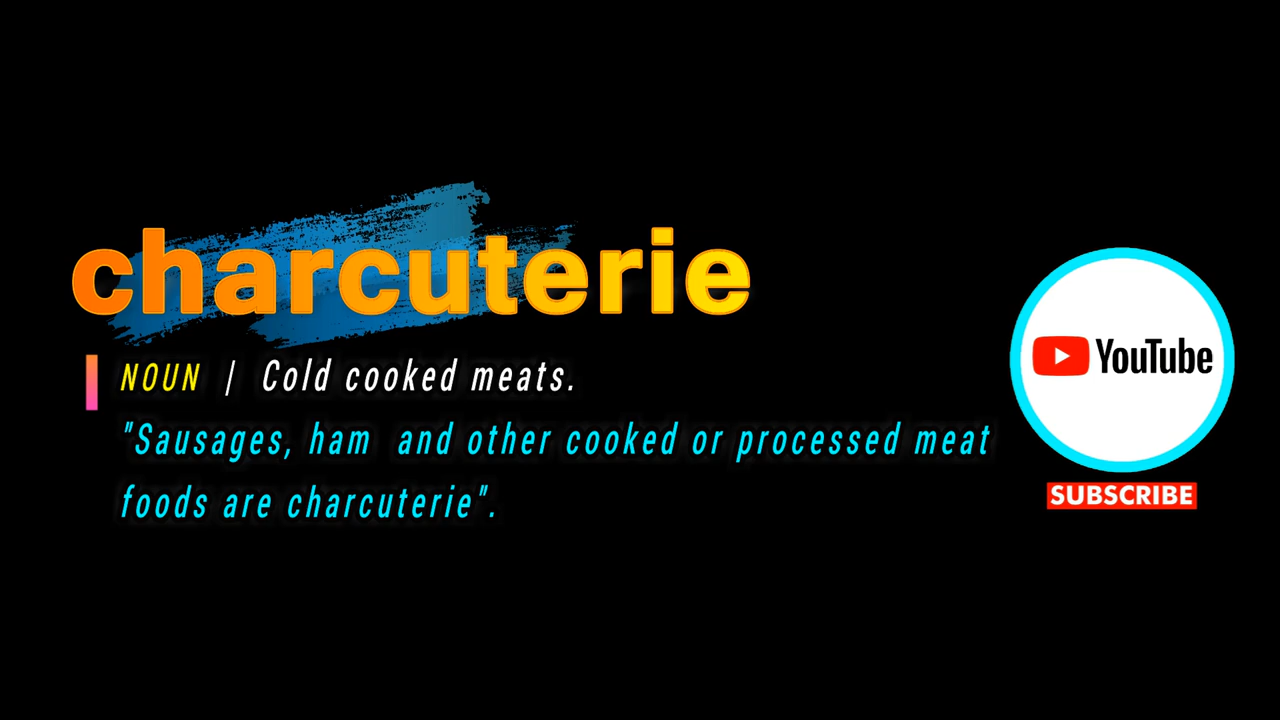 charcuterie
NOUN | Cold cooked meats.
"Sausages, ham and other cooked or processed meat
foods are charcuterie".
YouTube
SUBSCRIBE